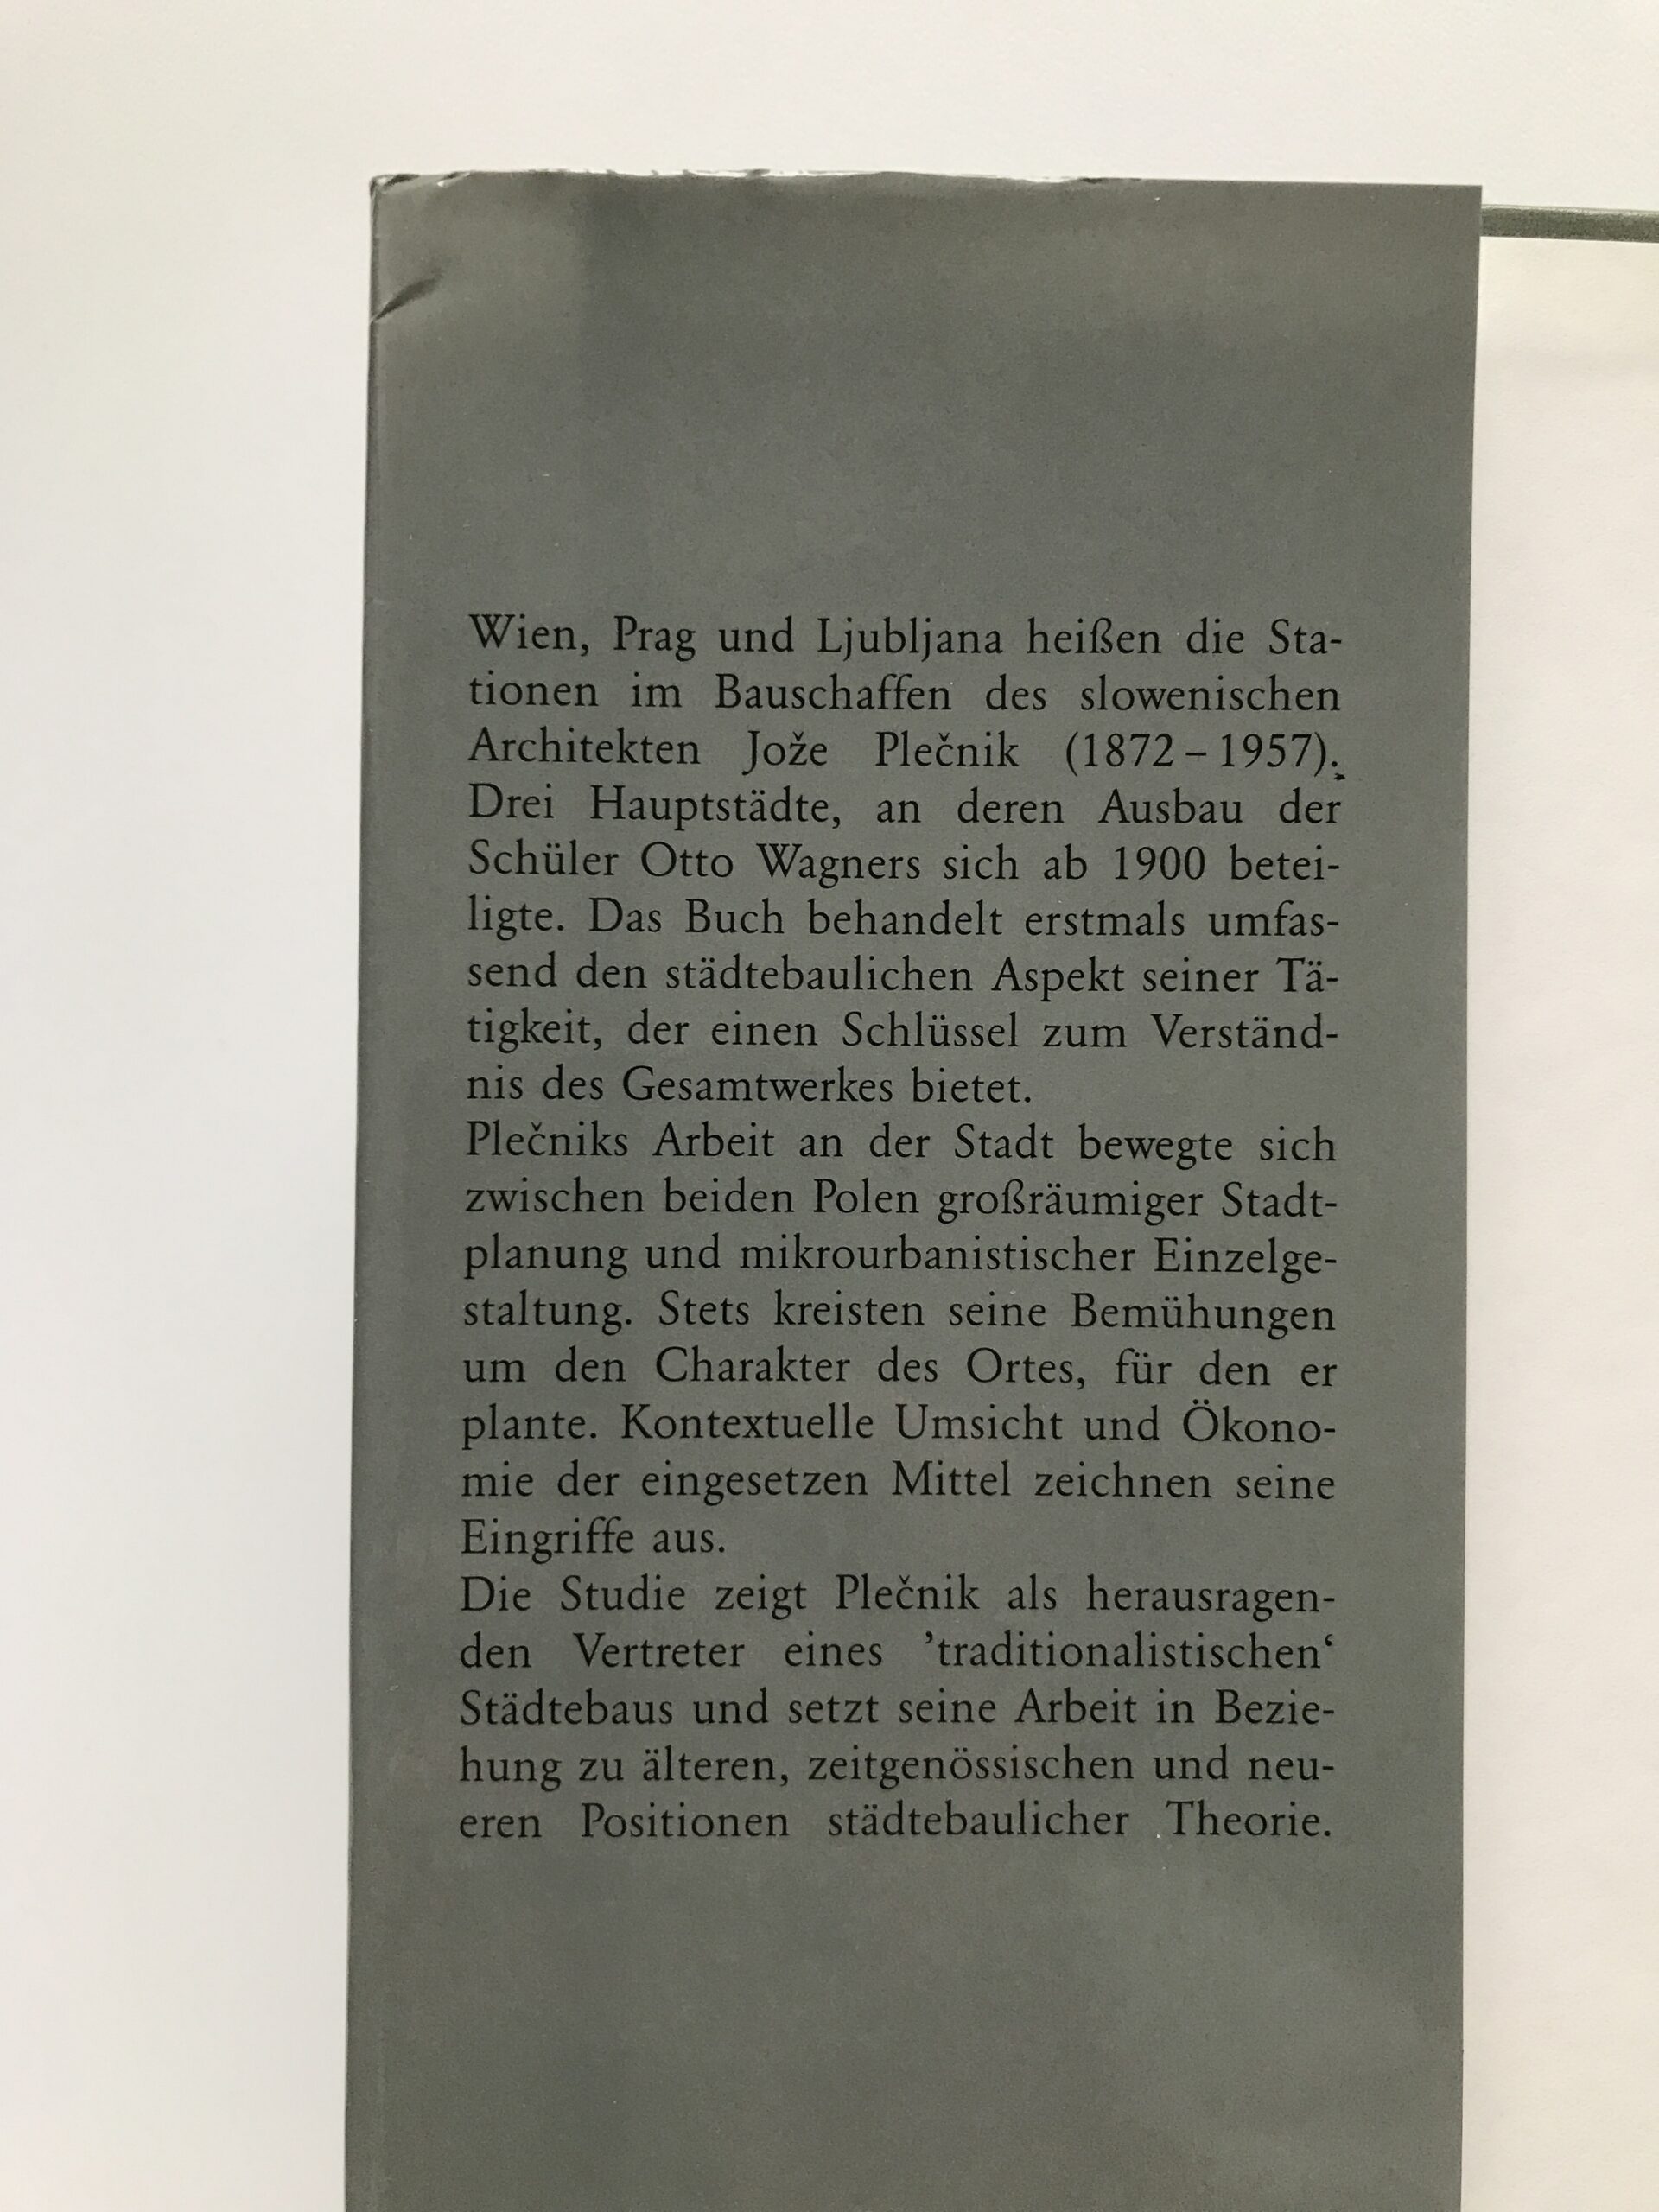 Wien, Prag und Ljubljana heißen die Sta-
tionen im Bauschaffen des slowenischen
Architekten Jože Plečnik (1872 – 1957).
Drei Hauptstädte, an deren Ausbau der
Schüler Otto Wagners sich ab 1900 betei-
ligte. Das Buch behandelt erstmals umfas-
send den städtebaulichen Aspekt seiner Tä-
tigkeit, der einen Schlüssel zum Verständ-
nis des Gesamtwerkes bietet.
Plečniks Arbeit an der Stadt bewegte sich
zwischen beiden Polen großräumiger Stadt-
planung und mikrourbanistischer Einzelge-
staltung. Stets kreisten seine Bemühungen
um den Charakter des Ortes, für den er
plante. Kontextuelle Umsicht und Ökono-
mie der eingesetzen Mittel zeichnen seine
Eingriffe aus.
Die Studie zeigt Plečnik als herausragen-
den Vertreter eines ’traditionalistischen‘
Städtebaus und setzt seine Arbeit in Bezie-
hung zu älteren, zeitgenössischen und neu-
eren Positionen städtebaulicher Theorie.